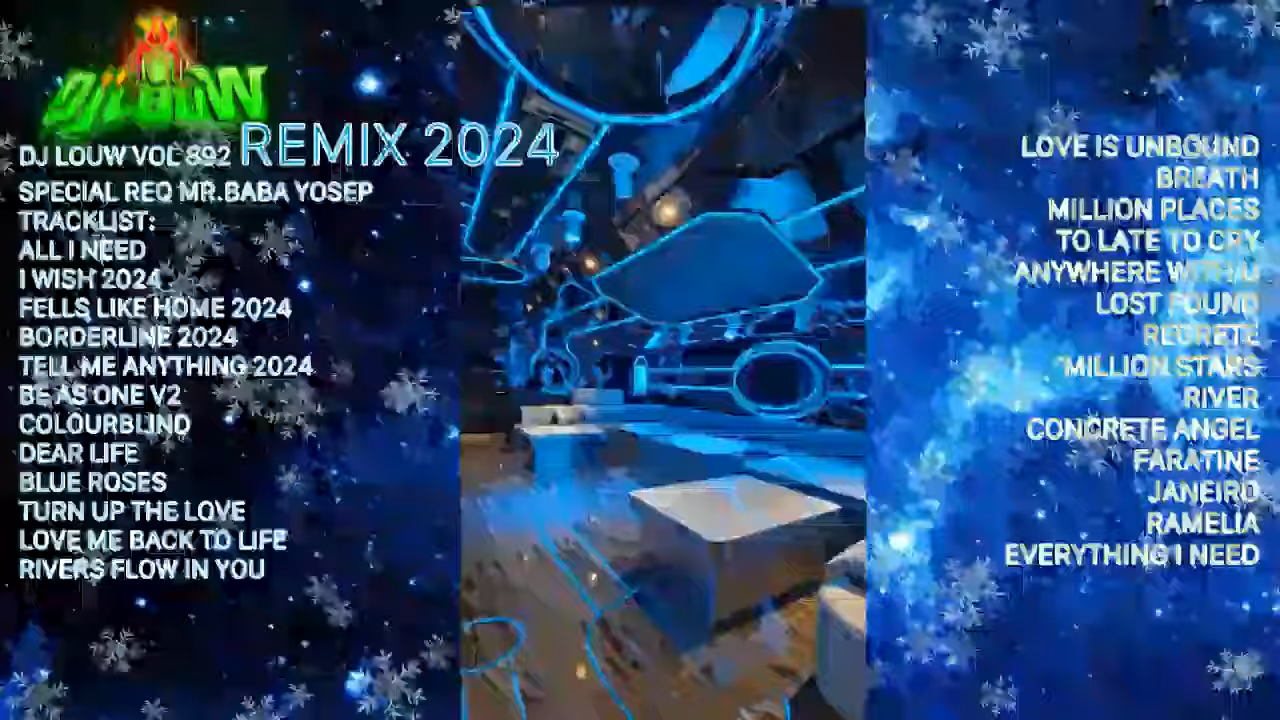 DJ LOUW
REMIX 2024
DJ LOUW VOL 892
SPECIAL REQ MR.BABA YOSEP
TRACKLIST:
ALL I NEED
I WISH 2024
FELLS LIKE HOME 2024
BORDERLINE 2024
TELL ME ANYTHING 2024
BE AS ONE V2
COLOURBLIND
DEAR LIFE
BLUE ROSES
TURN UP THE LOVE
LOVE ME BACK TO LIFE
RIVERS FLOW IN YOU
LOVE IS UNBOUND
BREATH
MILLION PLACES
TO LATE TO CRY
ANYWHERE WITH U
LOST FOUND
REGRETE
MILLION STARS
RIVER
CONCRETE ANGEL
FARATINE
JANEIRO
RAMELIA
EVERYTHING I NEED